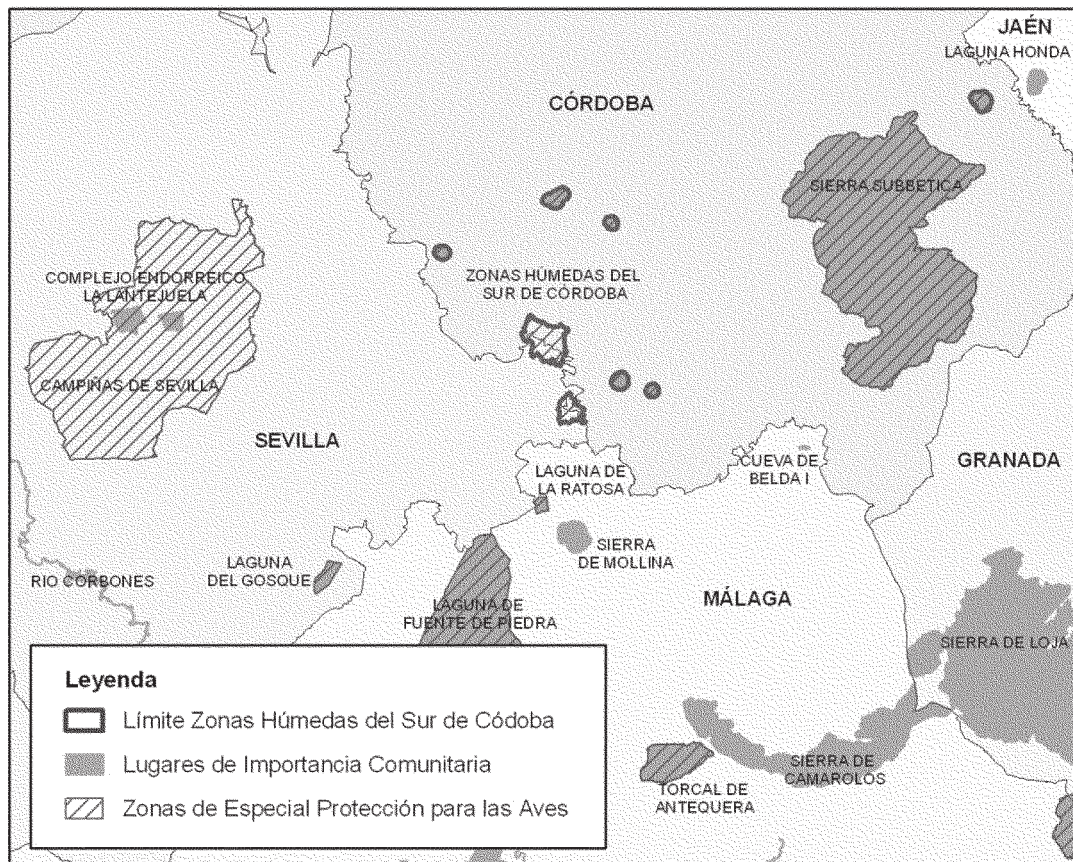 JAÉN
LAGUNA HONDA
CÓRDOBA
SIERRA SUBBETICA
COMPLEJO ENDORREICO
LA LANTEJUELA
ZONAS HÚMEDAS DEL
SUR DE CÓRDOBA
CAMPIÑAS DE SEVILLA
SEVILLA
LAGUNA DE
LA RATOSA
CUEVA DE
BELDA I
GRANADA
RIO CORBONES
LAGUNA
DEL GOSQUE
SIERRA
DE MOLLINA
LAGUNA DE
FUENTE DE PIEDRA
MÁLAGA
SIERRA DE LOJA
SIERRA DE
CAMAROLOS
TORCAL DE
ANTEQUERA
Leyenda
Límite Zonas Húmedas del Sur de Códoba
Lugares de Importancia Comunitaria
Zonas de Especial Protección para las Aves